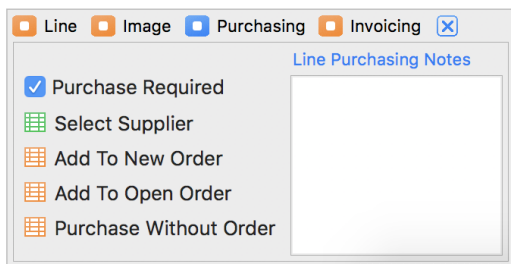 Line Image Purchasing Invoicing
Line Purchasing Notes
Purchase Required
Select Supplier
Add To New Order
Add To Open Order
Purchase Without Order